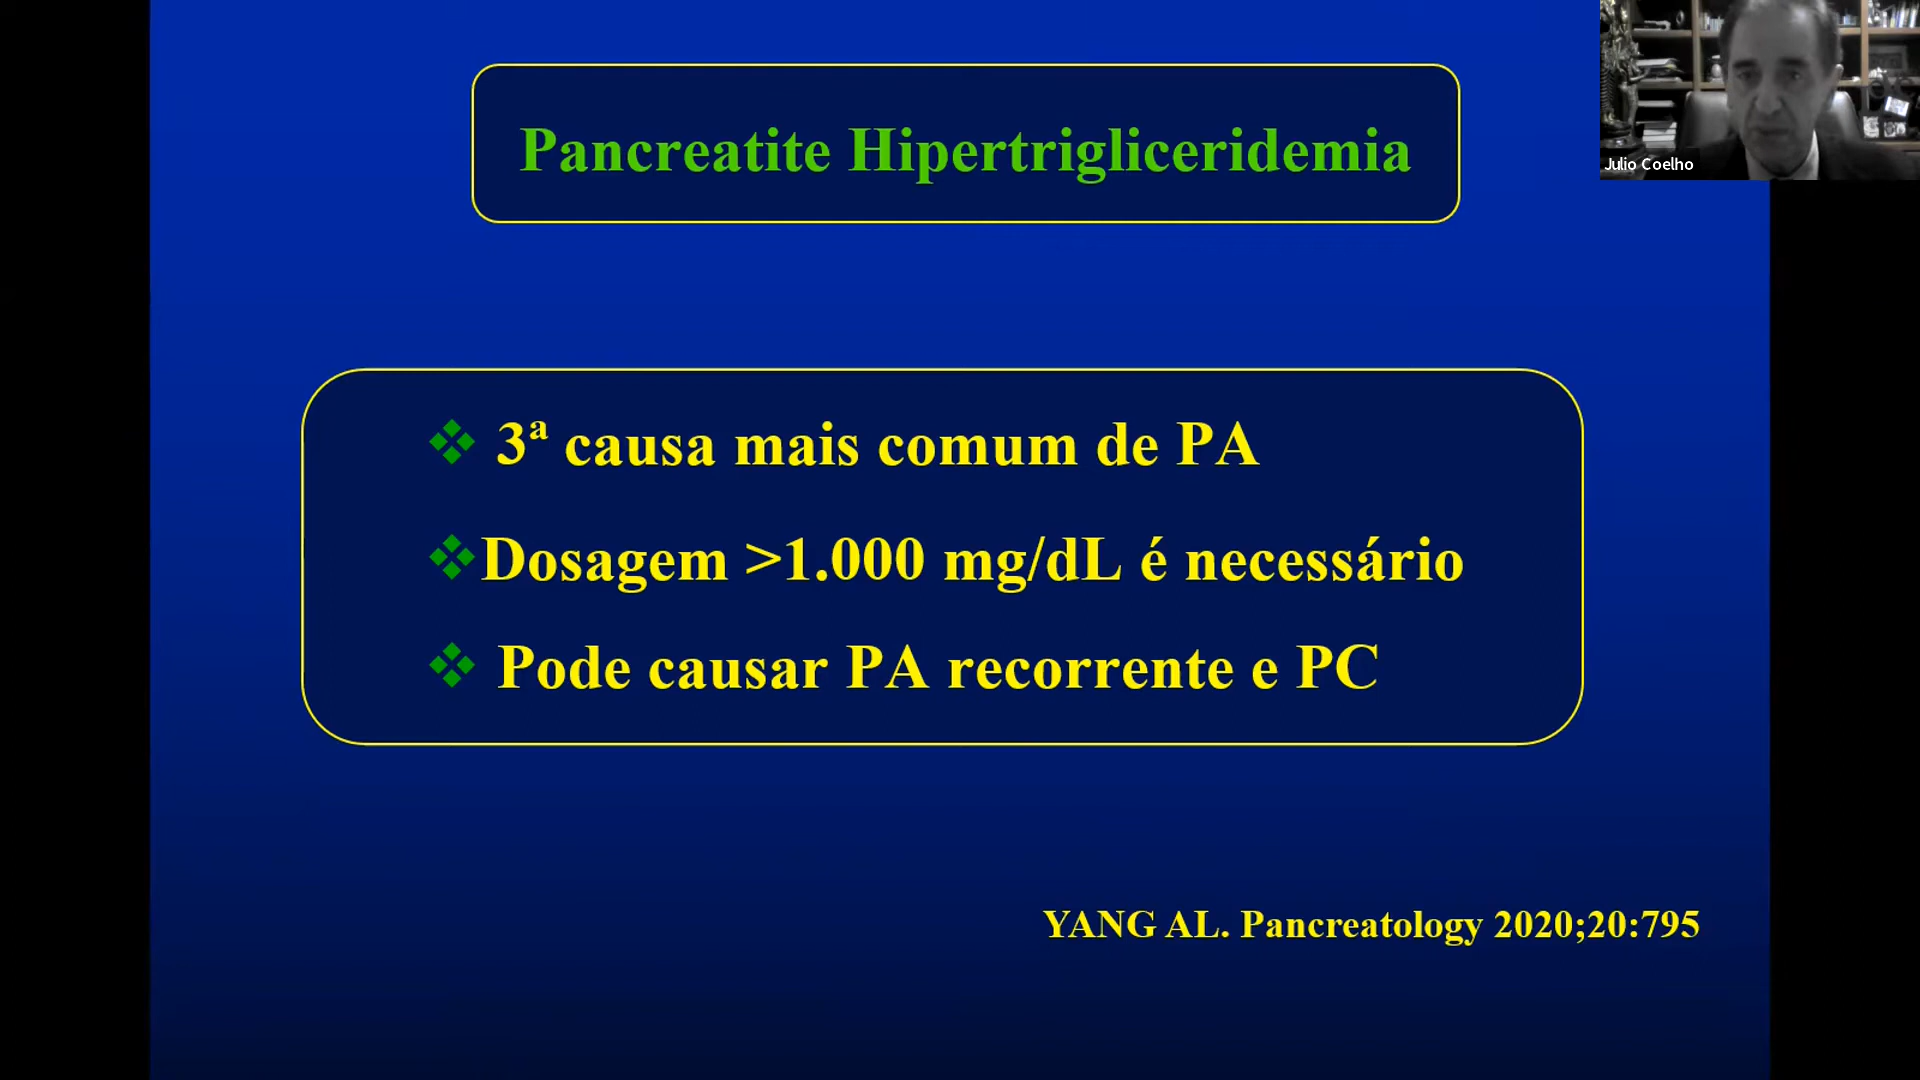 Pancreatite Hipertrigliceridemia
Julio Coelho
3ª causa mais comum de PA
Dosagem >1.000 mg/dL é necessário
Pode causar PA recorrente e PC
YANG AL. Pancreatology 2020;20:795